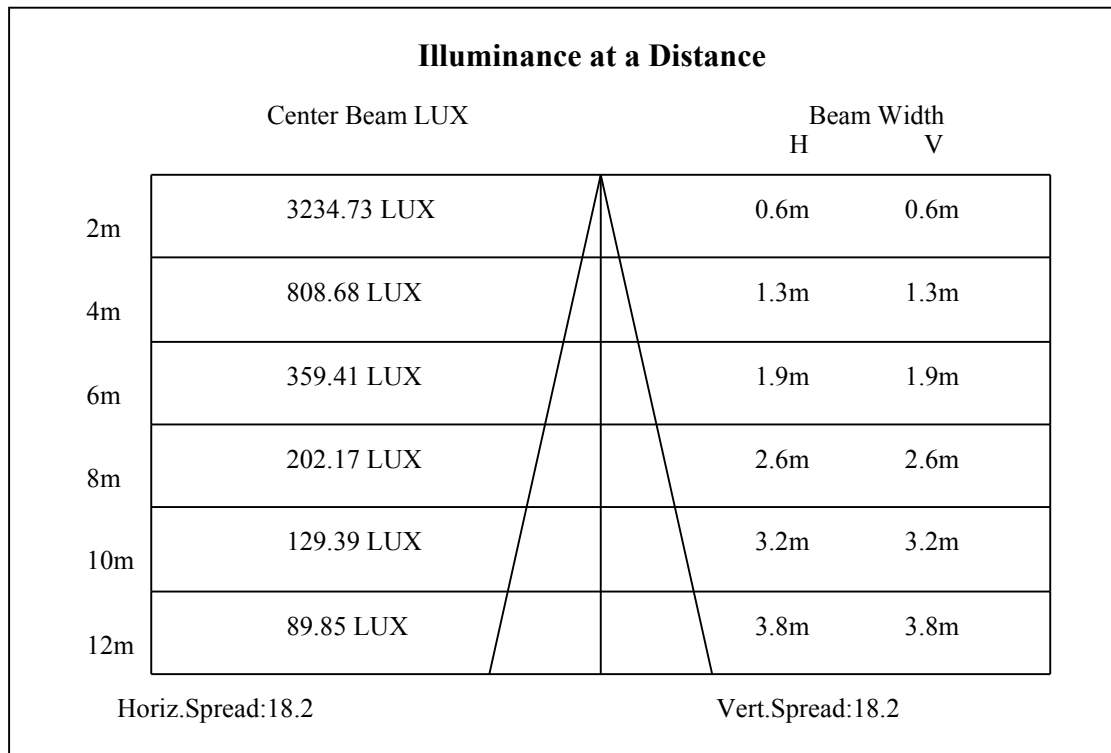 Illuminance at a Distance
Center Beam LUX Beam Width
H V
2m 3234.73 LUX 0.6m 0.6m
4m 808.68 LUX 1.3m 1.3m
6m 359.41 LUX 1.9m 1.9m
8m 202.17 LUX 2.6m 2.6m
10m 129.39 LUX 3.2m 3.2m
12m 89.85 LUX 3.8m 3.8m
Horiz.Spread:18.2 Vert.Spread:18.2